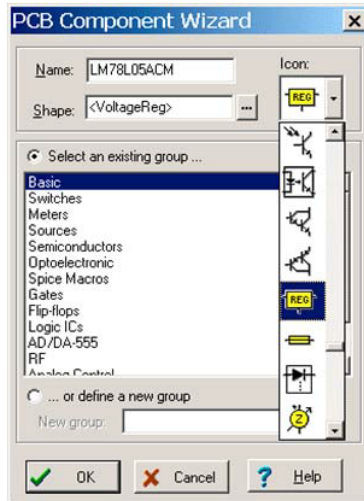 PCB Component Wizard
Name: LM78L05ACM
Icon:
REG
Shape: <VoltageReg> ...
Select an existing group ...
Basic
Switches
Meters
Sources
Semiconductors
Optoelectronic
Spice Macros
Gates
REG
Flip-flops
Logic ICs
AD/DA-555
RF
Analog Control
... or define a new group
New group:
Z
OK Cancel ? Help